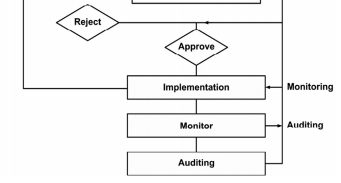 Reject
Approve
Implementation
Monitoring
Monitor
Auditing
Auditing